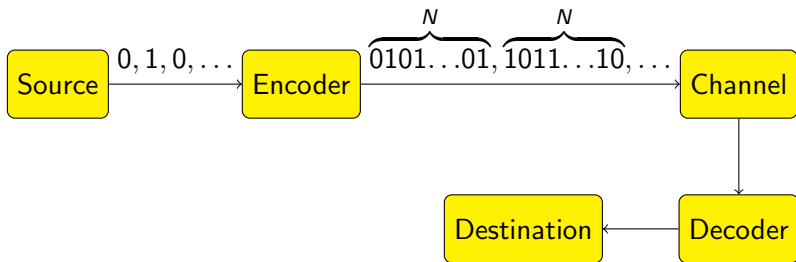 N N
Source 0, 1, 0, ... Encoder 0101...01, 1011...10, ... Channel
Destination Decoder